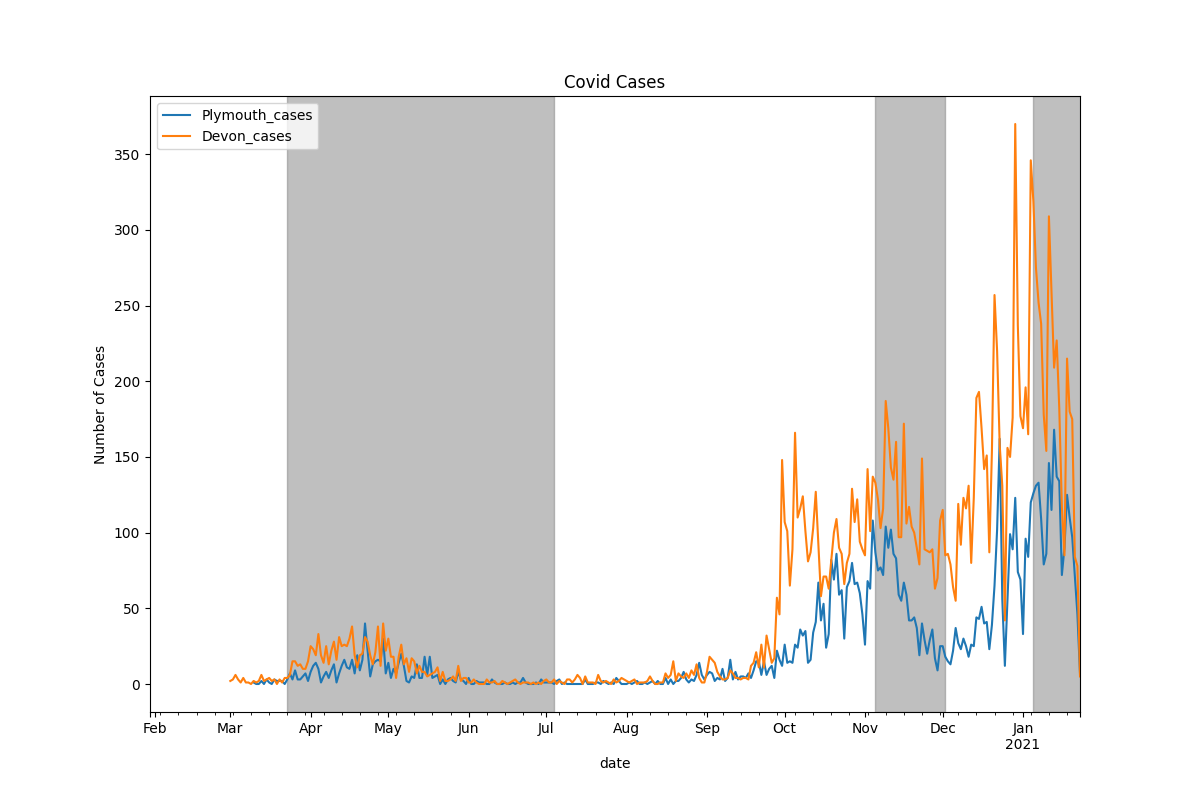 Covid Cases
Plymouth_cases
Devon_cases
350
300
250
200
150
100
50
0
Number of Cases
Feb Mar Apr May Jun Jul Aug Sep Oct Nov Dec Jan
2021
date